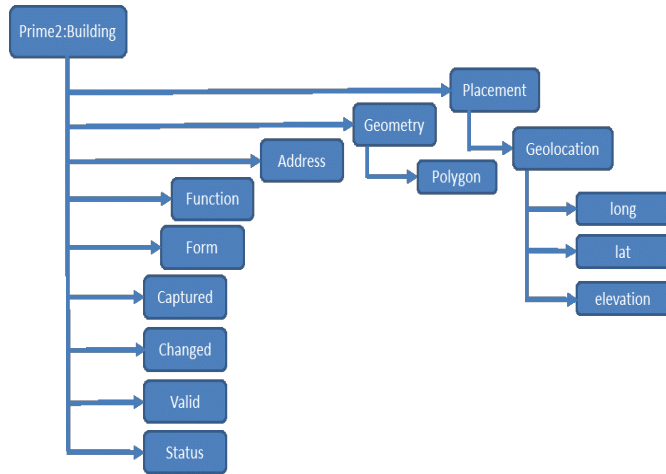 Prime2:Building
Placement
Geometry
Geolocation
Address
Polygon
Function
long
Form
lat
Captured
elevation
Changed
Valid
Status